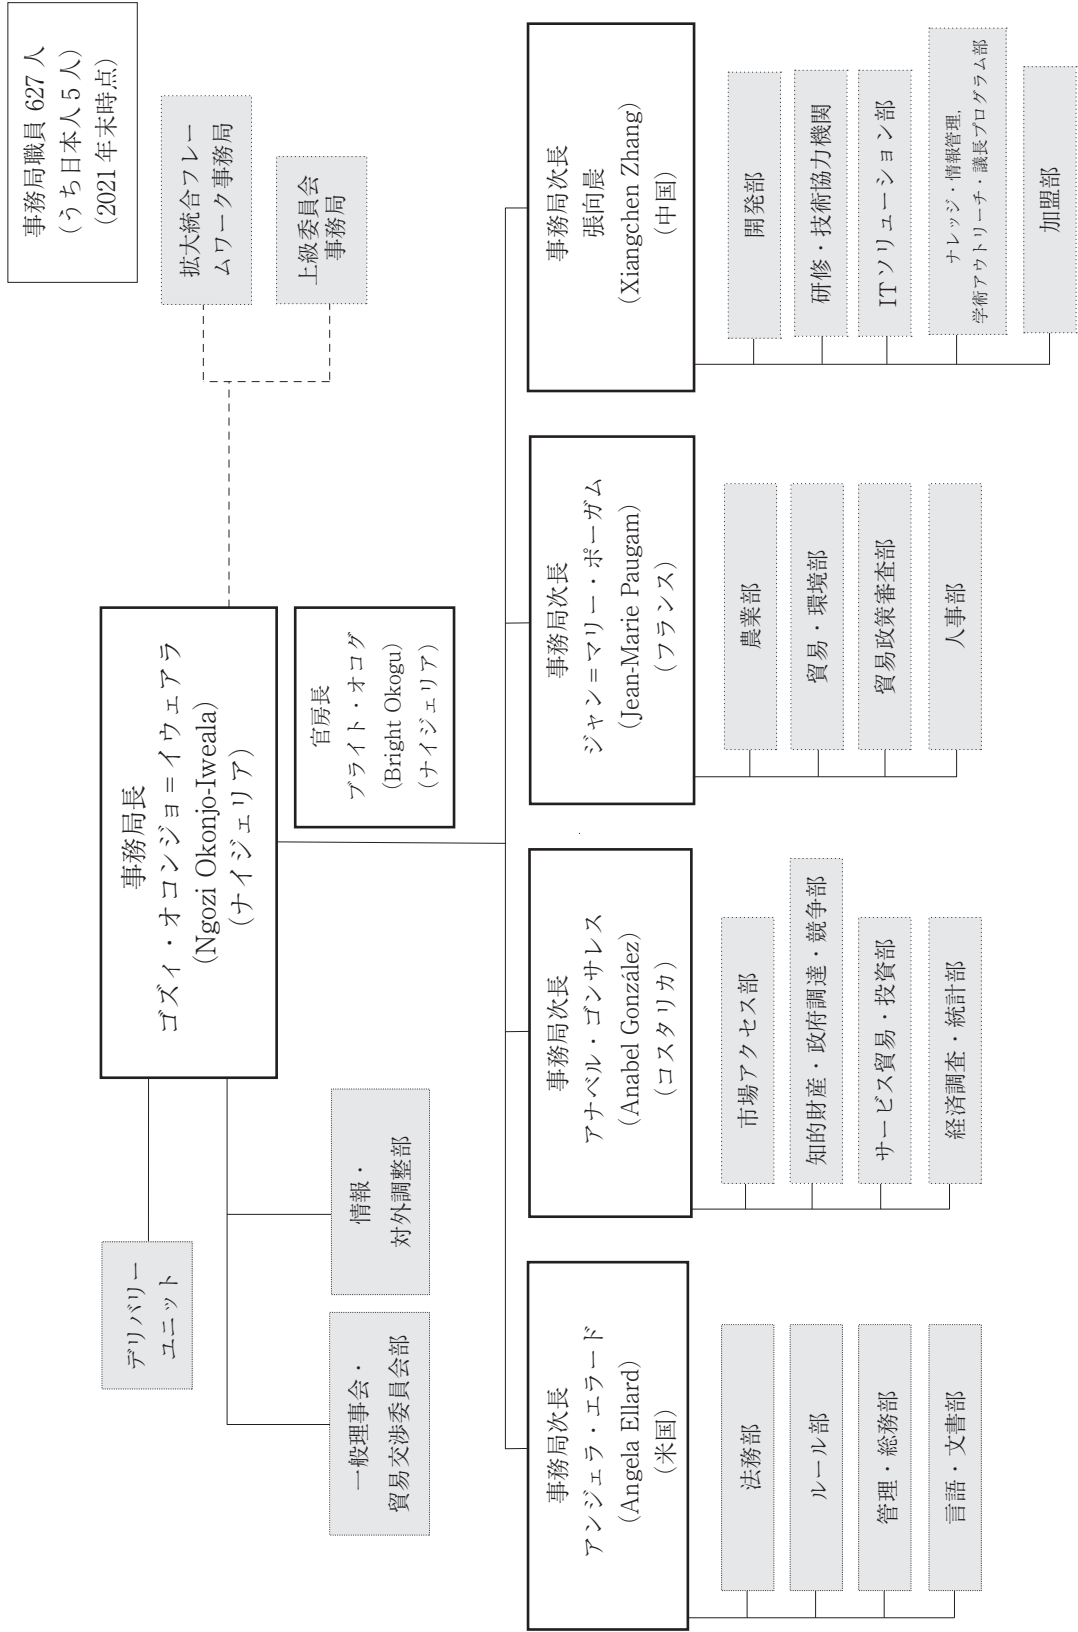 事務局職員 627 人
（うち日本人 5 人）
（2021 年末時点）
事務局長
ゴズィ・オコンジョ＝イウェアラ
(Ngozi Okonjo-Iweala)
（ナイジェリア）
官房長
ブライト・オコグ
(Bright Okogu)
（ナイジェリア）
デリバリー
ユニット
一般理事会・
貿易交渉委員会部
情報・
対外調整部
拡大統合フレー
ムワーク事務局
上級委員会
事務局
事務局次長
アンジェラ・エラード
(Angela Ellard)
（米国）
法務部
ルール部
管理・総務部
言語・文書部
事務局次長
アナベル・ゴンサレス
(Anabel González)
（コスタリカ）
市場アクセス部
知的財産・政府調達・競争部
サービス貿易・投資部
経済調査・統計部
事務局次長
ジャン＝マリー・ポーガム
(Jean-Marie Paugam)
（フランス）
農業部
貿易・環境部
貿易政策審査部
人事部
事務局次長
張向晨
(Xiangchen Zhang)
（中国）
開発部
研修・技術協力機関
ITソリューション部
ナレッジ・情報管理，
学術アウトリーチ・議長プログラム部
加盟部